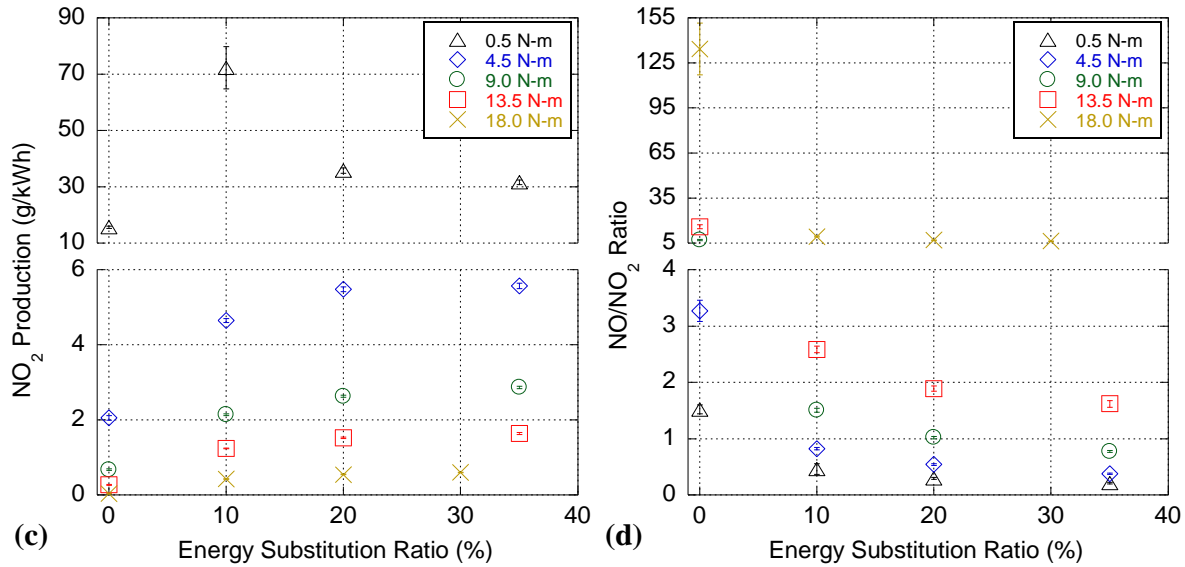 NO2 Production (g/kWh)
90
70
50
30
10
6
4
2
0
0.5 N-m
4.5 N-m
9.0 N-m
13.5 N-m
18.0 N-m
0 10 20 30 40
Energy Substitution Ratio (%)
(c)
NO/NO2 Ratio
155
125
95
65
35
5
4
3
2
1
0
0.5 N-m
4.5 N-m
9.0 N-m
13.5 N-m
18.0 N-m
0 10 20 30 40
Energy Substitution Ratio (%)
(d)